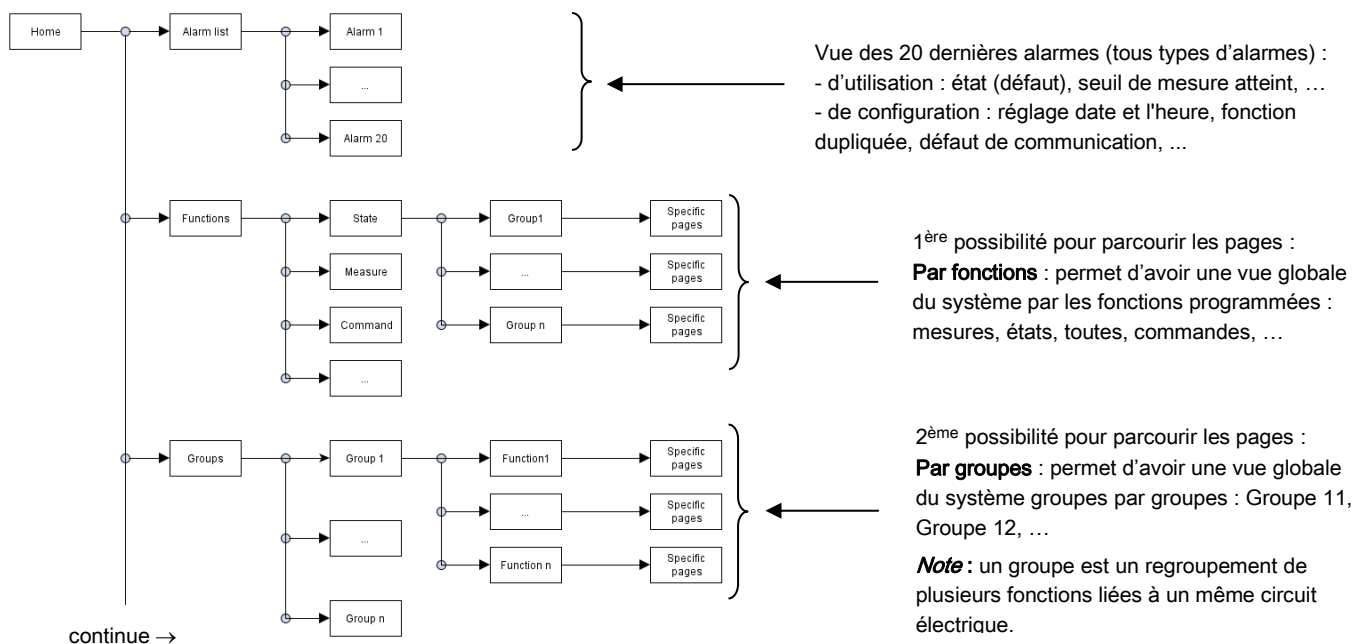 Home
Alarm list
Alarm 1
...
Alarm 20
Vue des 20 dernières alarmes (tous types d’alarmes) :
- d’utilisation : état (défaut), seuil de mesure atteint, …
- de configuration : réglage date et l'heure, fonction
dupliquée, défaut de communication, ...
Functions
State
Group1
Specific
pages
Measure
...
Specific
pages
Command
Group n
Specific
pages
...
1ère possibilité pour parcourir les pages :
Par fonctions : permet d’avoir une vue globale
du système par les fonctions programmées :
mesures, états, toutes, commandes, …
Groups
Group 1
Function1
Specific
pages
...
...
Specific
pages
Function n
Specific
pages
Group n
2ème possibilité pour parcourir les pages :
Par groupes : permet d’avoir une vue globale
du système groupes par groupes : Groupe 11,
Groupe 12, …
Note : un groupe est un regroupement de
plusieurs fonctions liées à un même circuit
électrique.
continue →